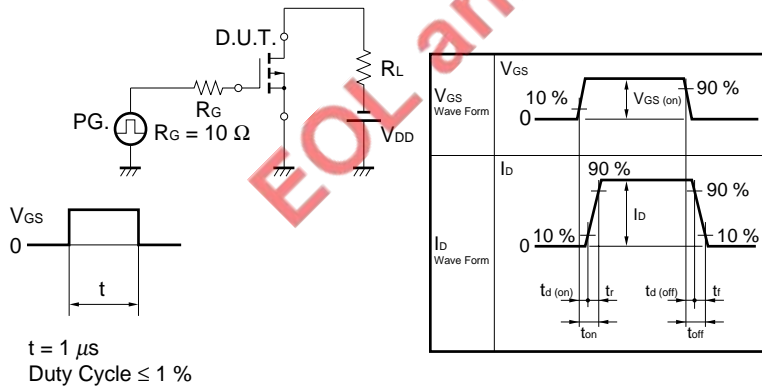 D.U.T.
RL
RG
PG.
RG = 10 Ω
VDD
VGS
0
t
t = 1 μs
Duty Cycle ≤ 1 %
EOL an
VGS
Wave Form
VGS
10 %
0
VGS (on)
90 %
ID
Wave Form
ID
90 %
90 %
ID
0
10 %
10 %
td (on)
tr
td (off)
tf
ton
toff